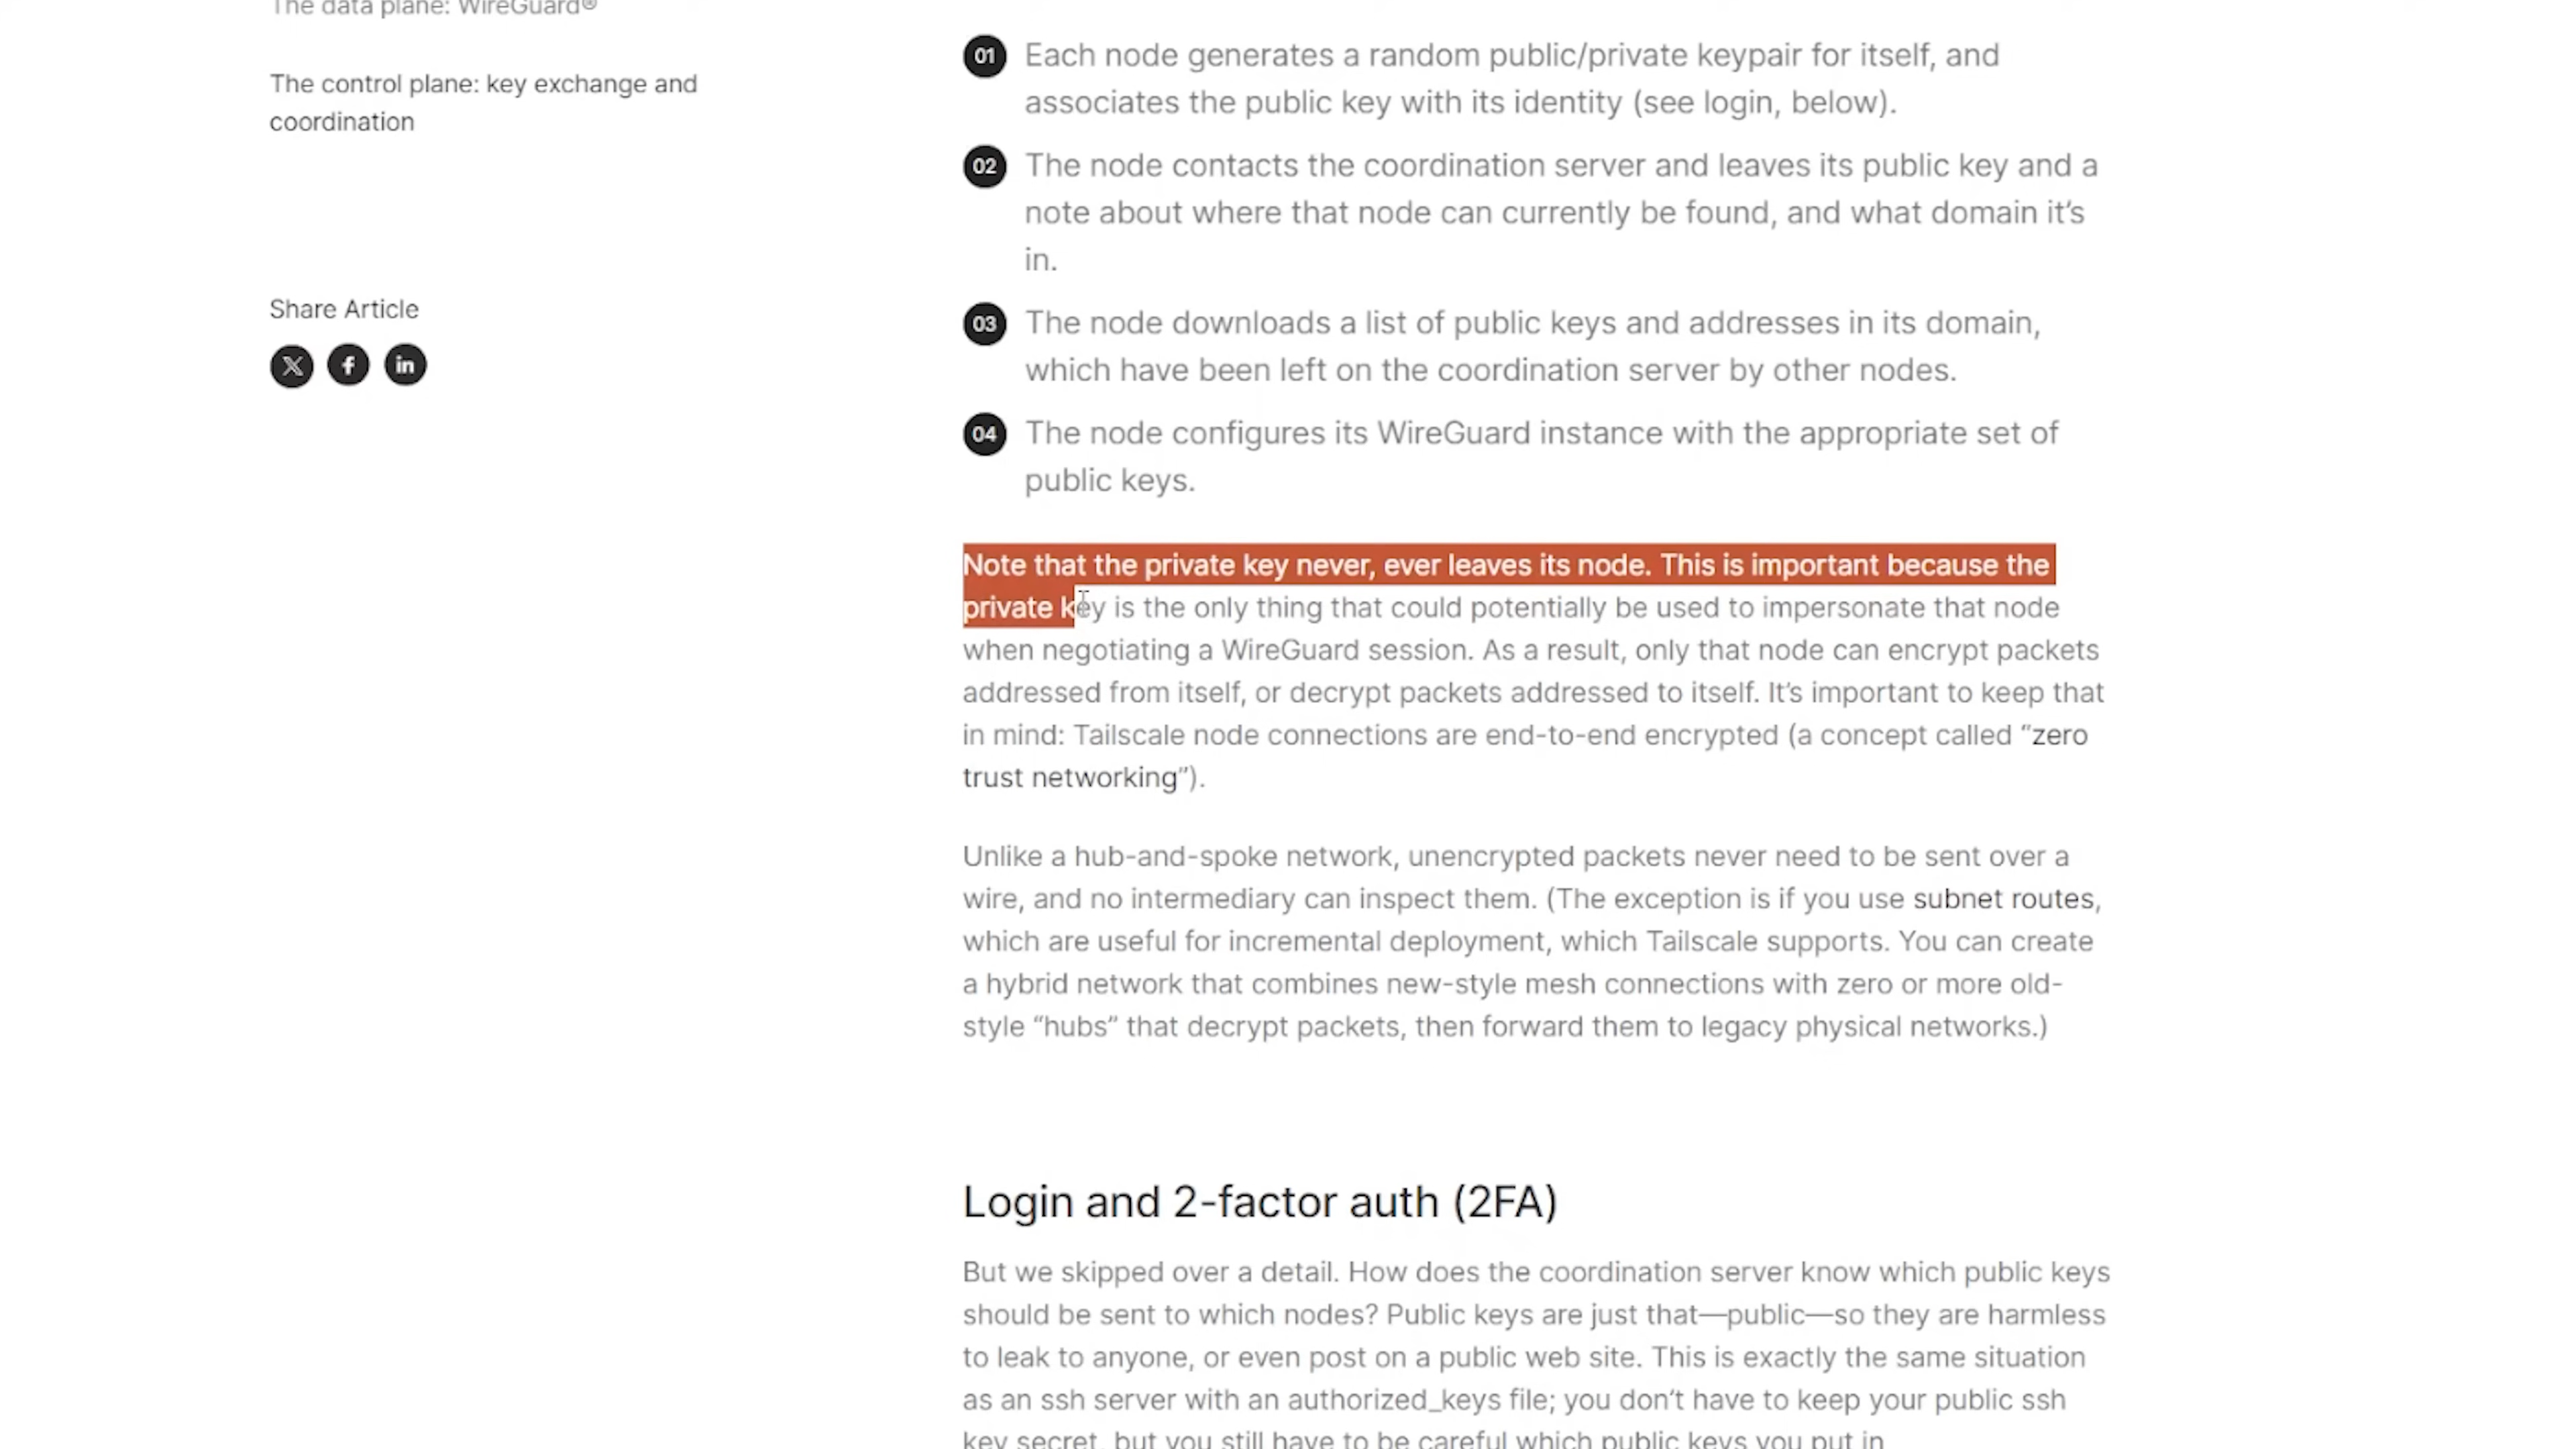 The data plane: WireGuard®
The control plane: key exchange and
coordination
Share Article
01 Each node generates a random public/private keypair for itself, and
associates the public key with its identity (see login, below).
02 The node contacts the coordination server and leaves its public key and a
note about where that node can currently be found, and what domain it’s
in.
03 The node downloads a list of public keys and addresses in its domain,
which have been left on the coordination server by other nodes.
04 The node configures its WireGuard instance with the appropriate set of
public keys.
Note that the private key never, ever leaves its node. This is important because the
private key is the only thing that could potentially be used to impersonate that node
when negotiating a WireGuard session. As a result, only that node can encrypt packets
addressed from itself, or decrypt packets addressed to itself. It’s important to keep that
in mind: Tailscale node connections are end-to-end encrypted (a concept called “zero
trust networking”).
Unlike a hub-and-spoke network, unencrypted packets never need to be sent over a
wire, and no intermediary can inspect them. (The exception is if you use subnet routes,
which are useful for incremental deployment, which Tailscale supports. You can create
a hybrid network that combines new-style mesh connections with zero or more old-
style “hubs” that decrypt packets, then forward them to legacy physical networks.)
Login and 2-factor auth (2FA)
But we skipped over a detail. How does the coordination server know which public keys
should be sent to which nodes? Public keys are just that—public—so they are harmless
to leak to anyone, or even post on a public web site. This is exactly the same situation
as an ssh server with an authorized_keys file; you don’t have to keep your public ssh
key secret, but you still have to be careful which public keys you put in